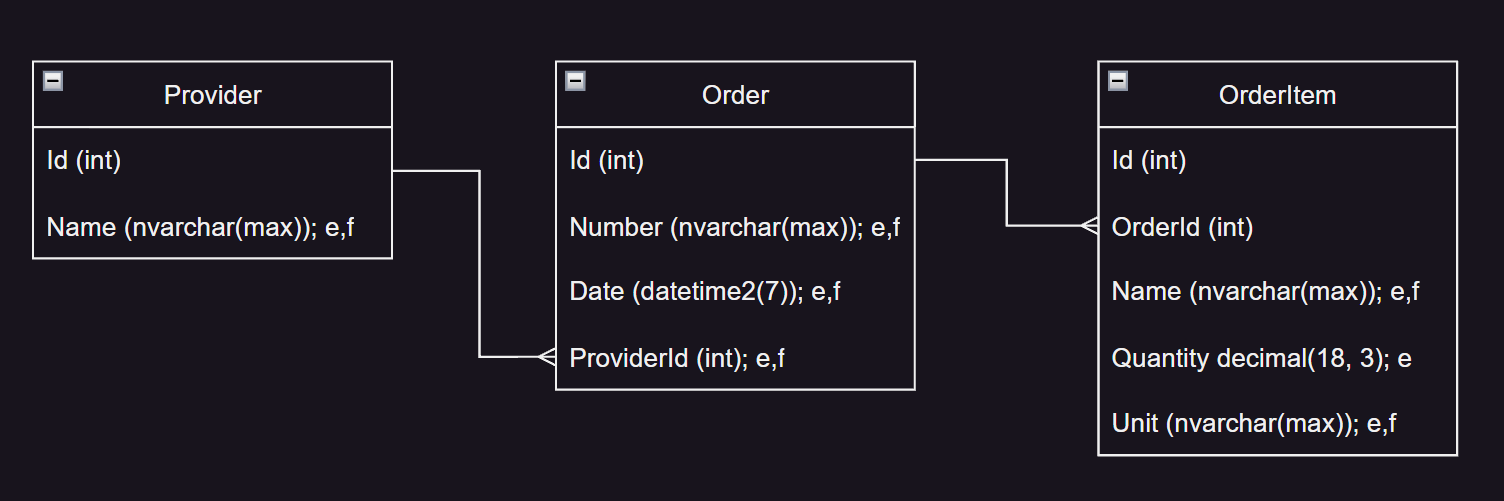 Provider
Id (int)
Name (nvarchar(max)); e,f
Order
Id (int)
Number (nvarchar(max)); e,f
Date (datetime2(7)); e,f
ProviderId (int); e,f
OrderItem
Id (int)
OrderId (int)
Name (nvarchar(max)); e,f
Quantity decimal(18, 3); e
Unit (nvarchar(max)); e,f